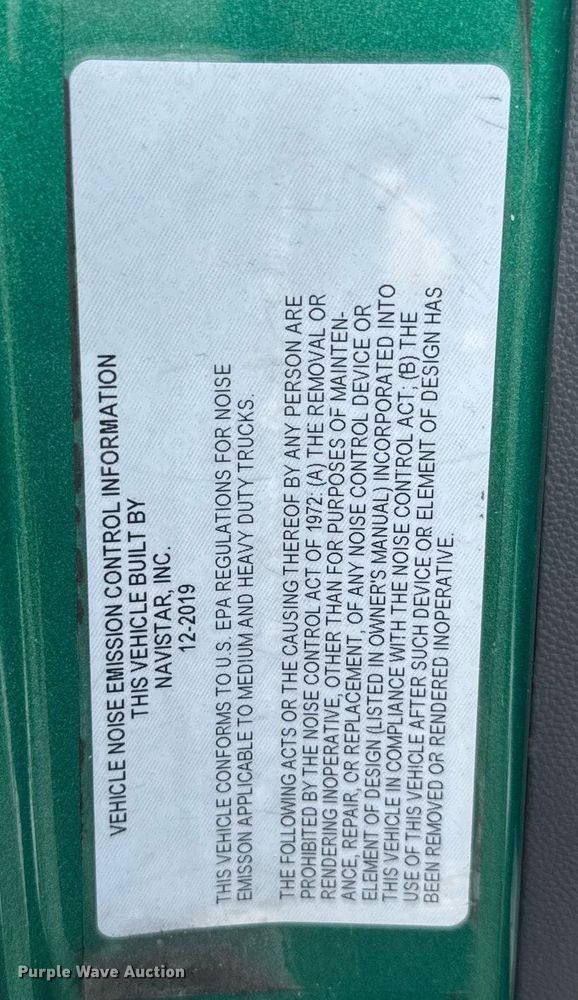 VEHICLE NOISE EMISSION CONTROL INFORMATION
THIS VEHICLE BUILT BY
NAVISTAR, INC.
12-2019
THIS VEHICLE CONFORMS TO U.S. EPA REGULATIONS FOR NOISE
EMISSON APPLICABLE TO MEDIUM AND HEAVY DUTY TRUCKS.
THE FOLLOWING ACTS OR THE CAUSING THEREOF BY ANY PERSON ARE
PROHIBITED BY THE NOISE CONTROL ACT OF 1972: (A) THE REMOVAL OR
RENDERING INOPERATIVE, OTHER THAN FOR PURPOSES OF MAINTEN-
ANCE, REPAIR, OR REPLACEMENT, OF ANY NOISE CONTROL DEVICE OR
ELEMENT OF DESIGN (LISTED IN OWNER'S MANUAL) INCORPORATED INTO
THIS VEHICLE IN COMPLIANCE WITH THE NOISE CONTROL ACT; (B) THE
USE OF THIS VEHICLE AFTER SUCH DEVICE OR ELEMENT OF DESIGN HAS
BEEN REMOVED OR RENDERED INOPERATIVE.
Purple Wave Auction